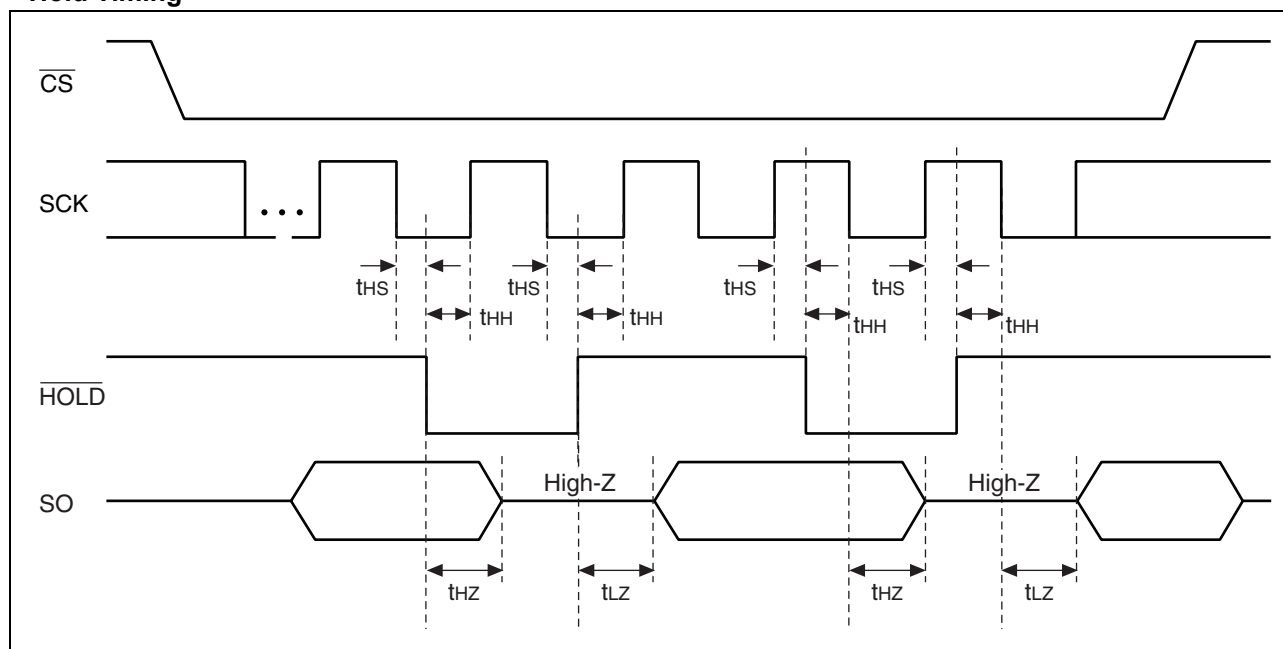 Hold Timing
CS
SCK
• • •
tHS tHS tHS tHS
tHH tHH tHH tHH
HOLD
High-Z High-Z
SO
tHZ tLZ tHZ tLZ